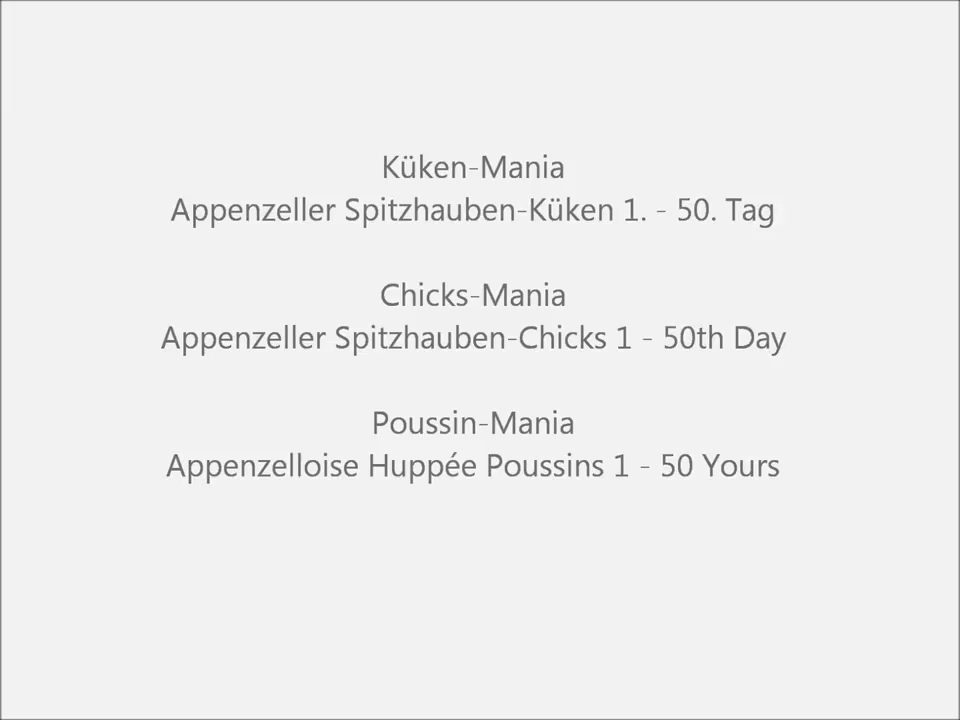 Küken-Mania
Appenzeller Spitzhauben-Küken 1. - 50. Tag
Chicks-Mania
Appenzeller Spitzhauben-Chicks 1 - 50th Day
Poussin-Mania
Appenzelloise Huppée Poussins 1 - 50 Yours